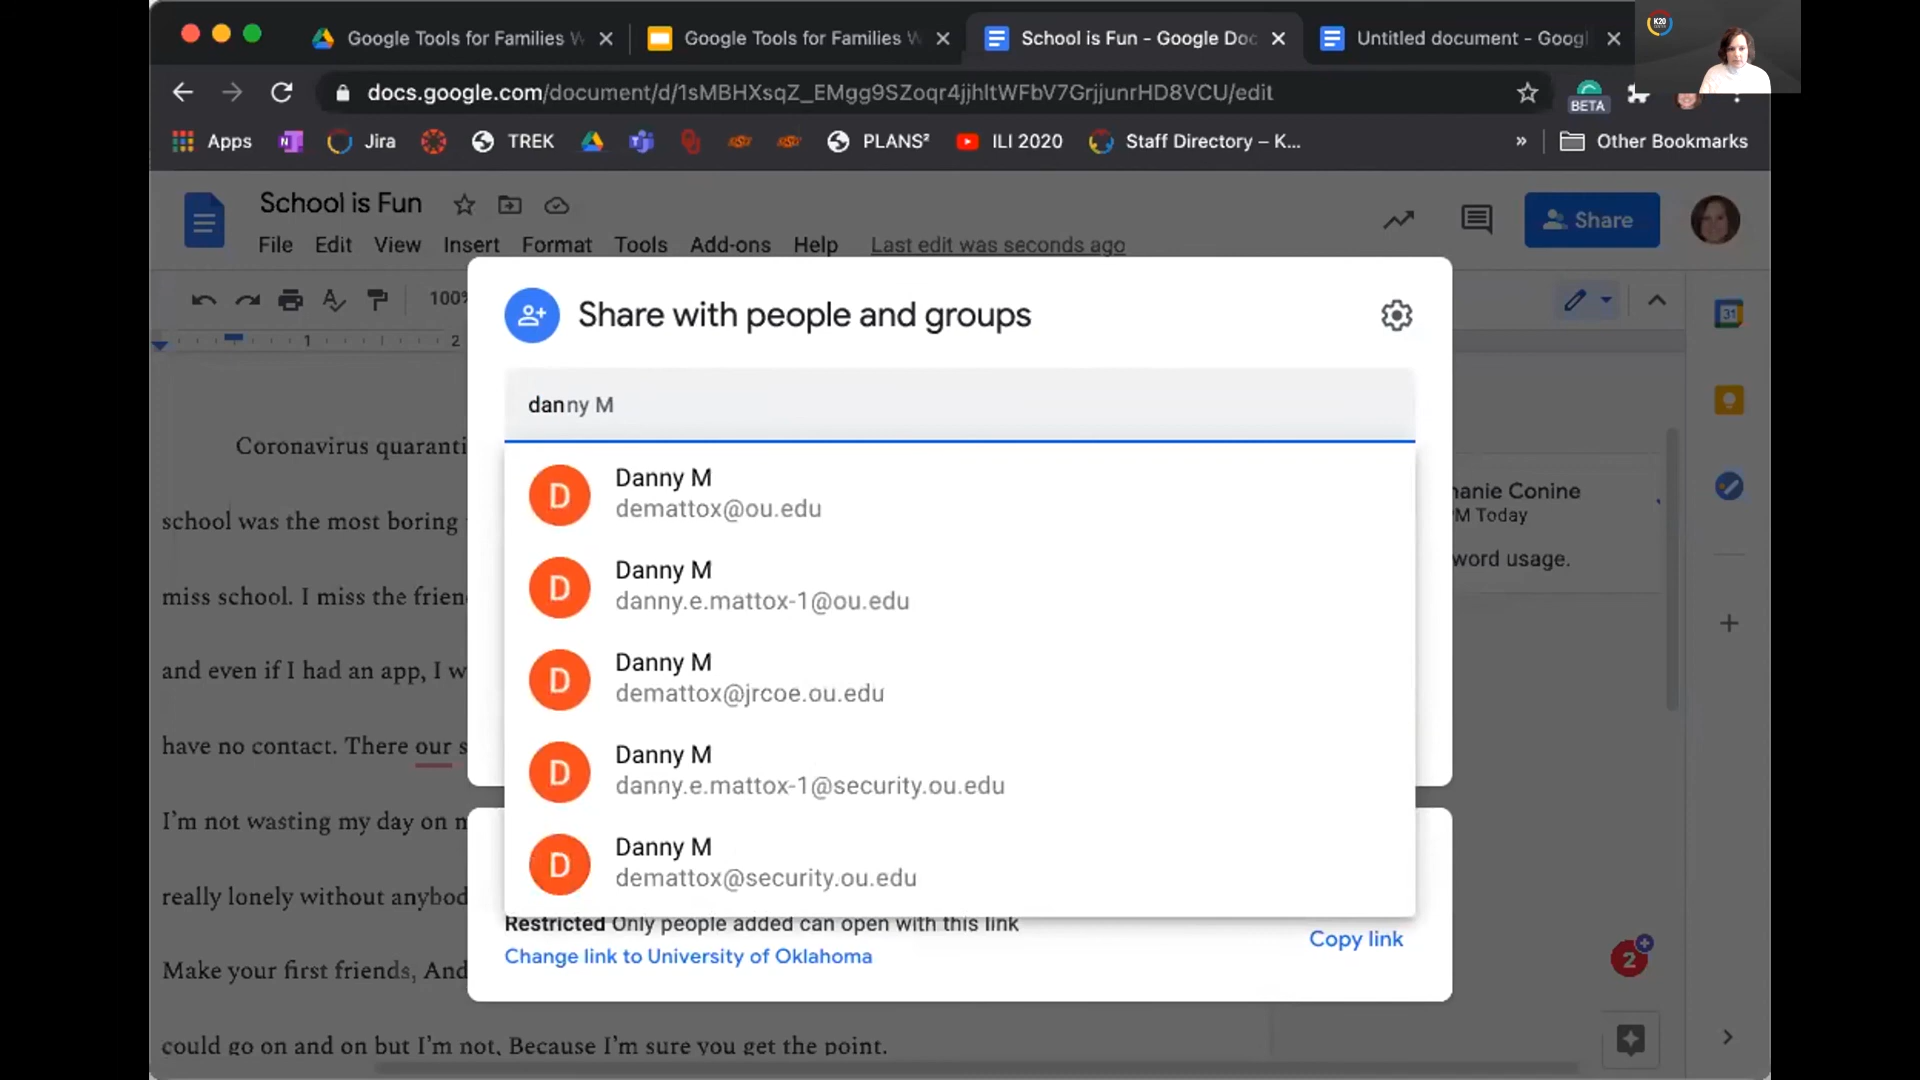 Google Tools for Families W
Google Tools for Families W
School is Fun - Google Doc
Untitled document - Googl
K20
docs.google.com/document/d/1sMBHXsqZ_EMgg9SZoqr4jjhltWFbV7GrjjunrHD8VCU/edit
BETA
Apps
Jira
TREK
PLANS²
ILI 2020
Staff Directory – K...
»
Other Bookmarks
School is Fun
Share
File Edit View Insert Format Tools Add-ons Help Last edit was seconds ago
100%
1 2
31
Share with people and groups
danny M
D
Danny M
demattox@ou.edu
D
Danny M
danny.e.mattox-1@ou.edu
D
Danny M
demattox@jrcoe.ou.edu
D
Danny M
danny.e.mattox-1@security.ou.edu
D
Danny M
demattox@security.ou.edu
Restricted Only people added can open with this link
Change link to University of Oklahoma
Copy link
Coronavirus quaranti
school was the most boring
miss school. I miss the frien
and even if I had an app, I w
have no contact. There our s
I'm not wasting my day on
really lonely without anybod
Make your first friends, And
could go on and on but I'm not. Because I'm sure you get the point.
hanie Conine
PM Today
word usage.
2